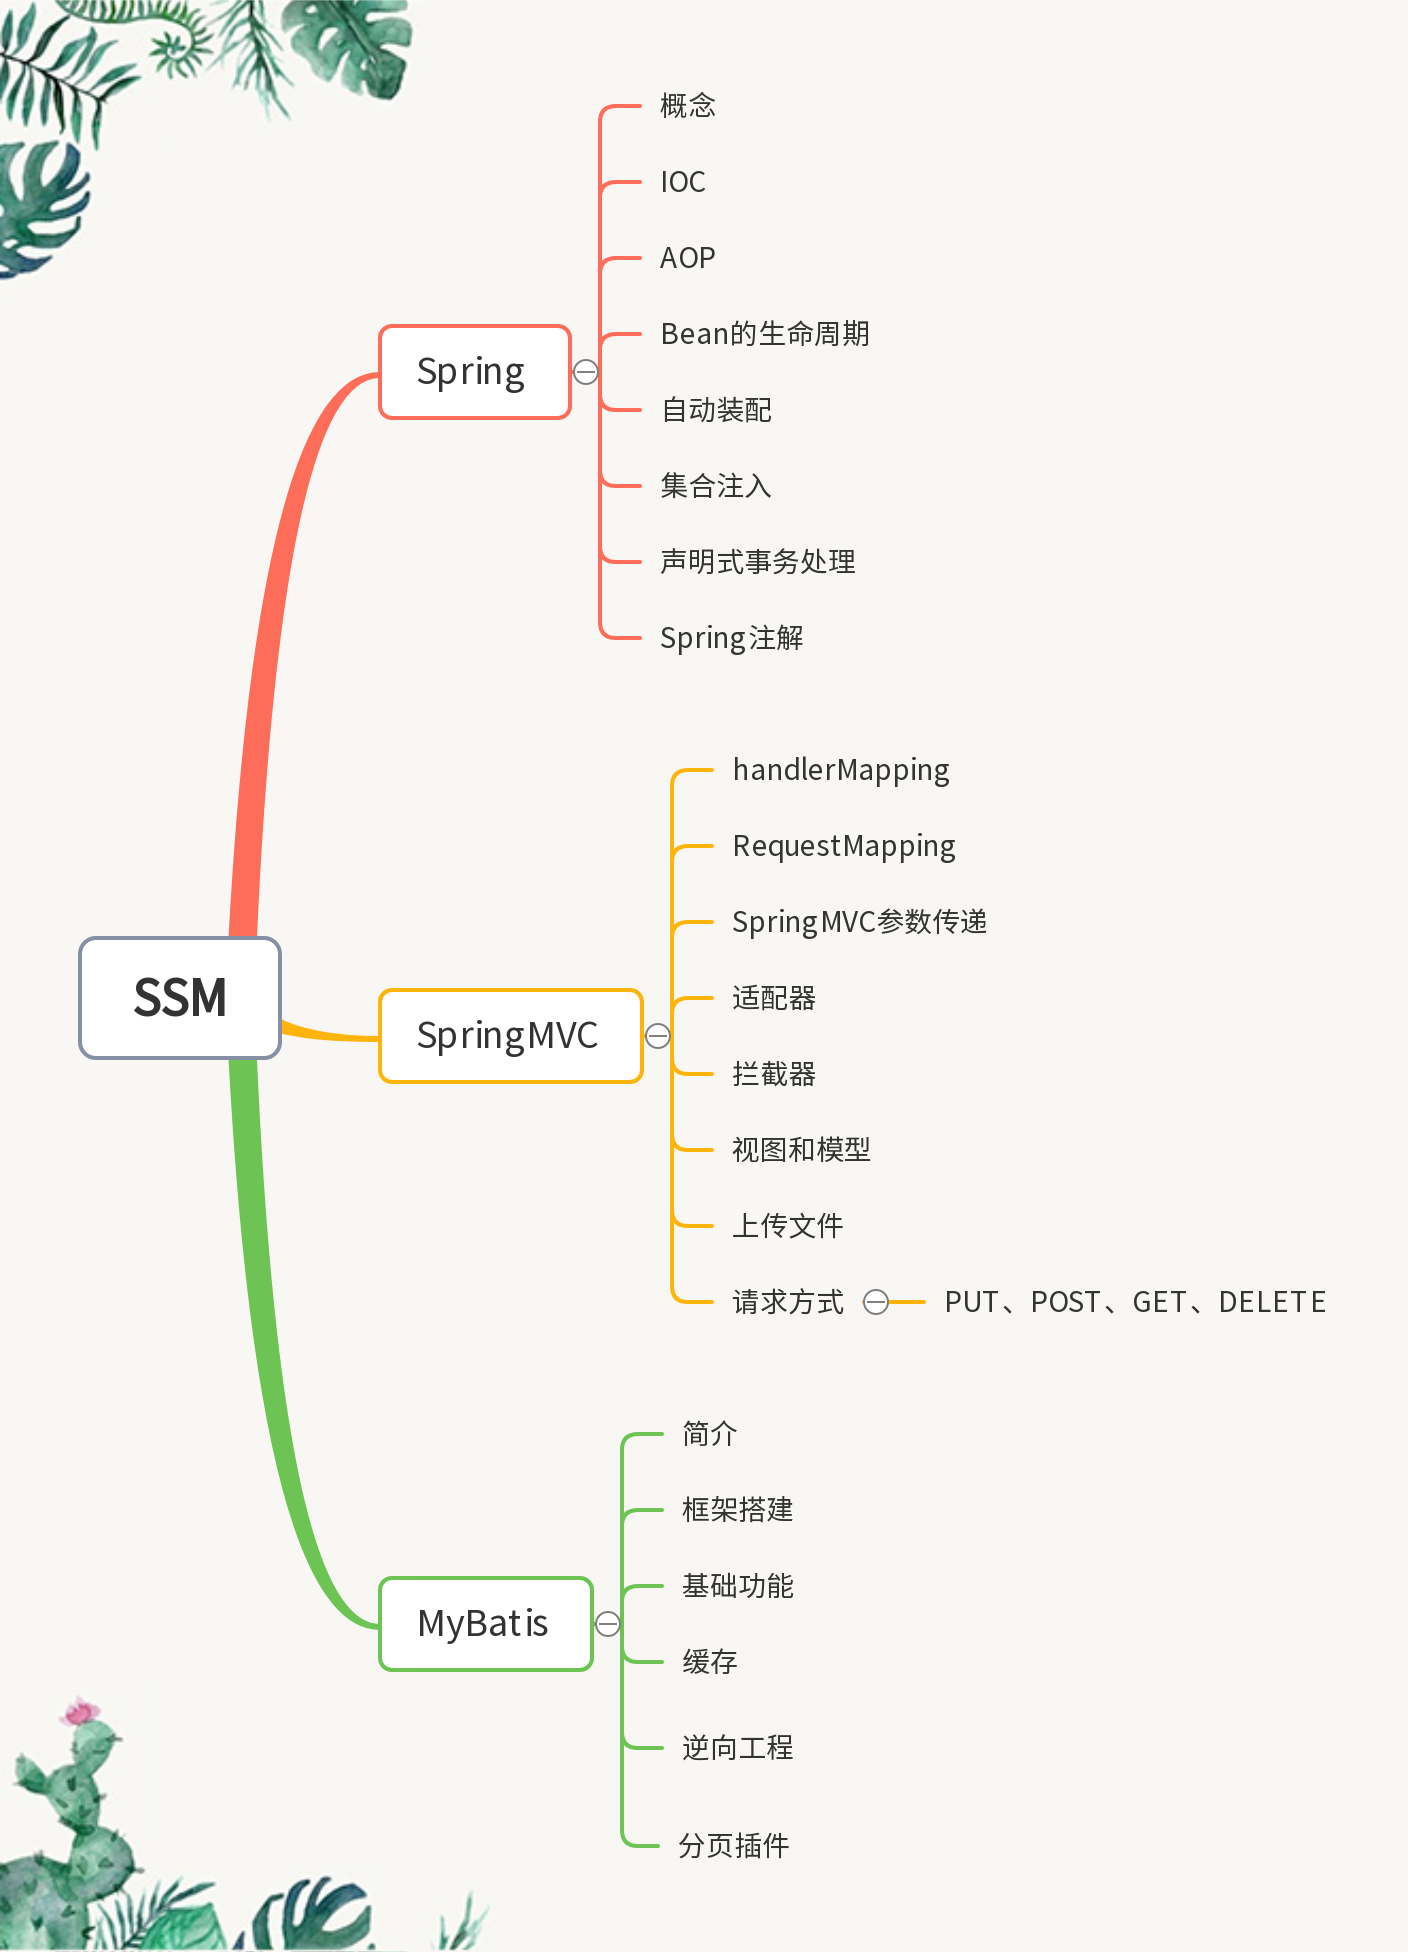 概念
IOC
AOP
Bean的生命周期
Spring
自动装配
集合注入
声明式事务处理
Spring注解
handlerMapping
RequestMapping
SpringMVC参数传递
SSM
适配器
SpringMVC
拦截器
视图和模型
上传文件
请求方式
PUT、POST、GET、DELETE
简介
框架搭建
基础功能
MyBatis
缓存
逆向工程
分页插件